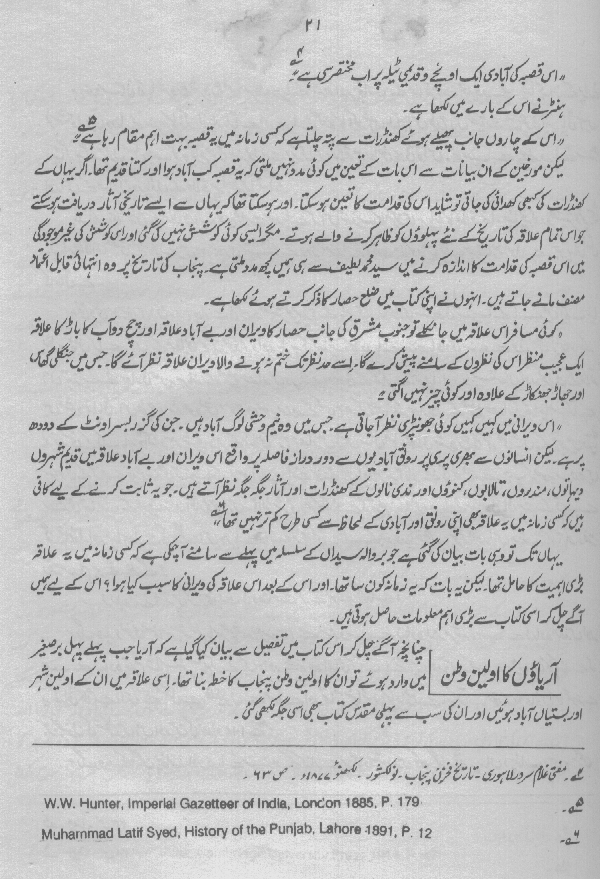 ۲۱
"اس قصبہ کی آبادی ایک اونچے و قدیمی ٹیلہ پر اب مختصر سی ہے"۴؎
ہنٹر نے اس کے بارے میں لکھا ہے۔
"اس کے چاروں جانب پھیلے ہوئے کھنڈرات سے پتہ چلتا ہے کہ کسی زمانہ میں یہ قصبہ بہت اہم مقام رہا ہے"۵؎
لیکن مورخین کے ان بیانات سے اس بات کے تعین میں کوئی مدد نہیں ملتی کہ یہ قصبہ کب آباد ہوا اور کتنا قدیم تھا۔ اگر یہاں کے
کھنڈرات کی کبھی کھدائی کی جاتی تو شاید اس کی قدامت کا تعین ہو سکتا۔ اور ہو سکتا تھا کہ یہاں سے ایسے تاریخی آثار دریافت ہو سکتے
جو اس تمام علاقہ کی تاریخ کے نئے پہلوؤں کو ظاہر کرنے والے ہوتے۔ مگر ایسی کوئی کوشش نہیں کی گئی اور اس کوشش کی غیر موجودگی
میں اس قصبہ کی قدامت کا اندازہ کرنے میں سید محمد لطیف سے ہی ہمیں کچھ مدد ملتی ہے۔ پنجاب کی تاریخ پر وہ انتہائی قابل اعتماد
مصنف مانے جاتے ہیں۔ انہوں نے اپنی کتاب میں ضلع حصار کا ذکر کرتے ہوئے لکھا ہے۔
"کوئی مسافر اس علاقہ میں جا نکلے تو جنوب مشرق کی جانب حصار کا ویران اور بے آباد علاقہ اور بیچ دو آب کا باڑ کا علاقہ
ایک عجیب منظر اس کی نظروں کے سامنے پیش کرے گا۔ اِسے حد نظر تک ختم نہ ہونے والا ویران علاقہ نظر آئے گا۔ جس میں جنگلی گھاس
اور جھاڑ جھنکاڑ کے علاوہ اور کوئی چیز نہیں اگتی"
"اس ویرانی میں کہیں کہیں کوئی جھونپڑی نظر آ جاتی ہے جس میں وہ نیم وحشی لوگ آباد ہیں۔ جن کی گزر بسر اونٹ کے دودھ
پر ہے۔ لیکن انسانوں سے بھری پری پر رونق آبادیوں سے دور دراز فاصلہ پر واقع اس ویران اور بے آباد علاقہ میں قدیم شہروں
دیہاتوں، مندروں، تالابوں، کنوؤں اور ندی نالوں کے کھنڈرات اور آثار جگہ جگہ نظر آتے ہیں۔ جو یہ ثابت کرنے کے لیے کافی
ہیں کہ کسی زمانہ میں یہ علاقہ بھی اپنی رونق اور آبادی کے لحاظ سے کسی طرح کم تر نہیں تھا"۶؎
یہاں تک تو وہی بات بیان کی گئی ہے جو بروالہ سیداں کے سلسلہ میں پہلے سے سامنے آ چکی ہے کہ کسی زمانہ میں یہ علاقہ
بڑی اہمیت کا حامل تھا۔ لیکن یہ بات کہ یہ زمانہ کون سا تھا۔ اور اس کے بعد اس علاقہ کی ویرانی کا سبب کیا ہوا؟ اس کے لیے ہمیں
آگے چل کر اسی کتاب سے بڑی اہم معلومات حاصل ہوتی ہیں۔
آریاؤں کا اولین وطن
چنانچہ آگے چل کر اس کتاب میں تفصیل سے بیان کیا گیا ہے کہ آریا جب پہلے پہل برصغیر
میں وارد ہوئے تو ان کا اولین وطن پنجاب کا خطہ بنا تھا۔ اِسی علاقہ میں ان کے اولین شہر
اور بستیاں آباد ہوئیں اور ان کی سب سے پہلی مقدس کتاب بھی اسی جگہ لکھی گئی۔
۴؎ مفتی غلام سرور لاہوری۔ تاریخ مخزن پنجاب۔ نولکشور۔ لکھنؤ ۱۸۷۷ء۔ ص ۶۳۔
۵؎۔ W.W. Hunter, Imperial Gazetteer of India, London 1885, P. 179
۶؎۔ Muhammad Latif Syed, History of the Punjab, Lahore 1891, P. 12